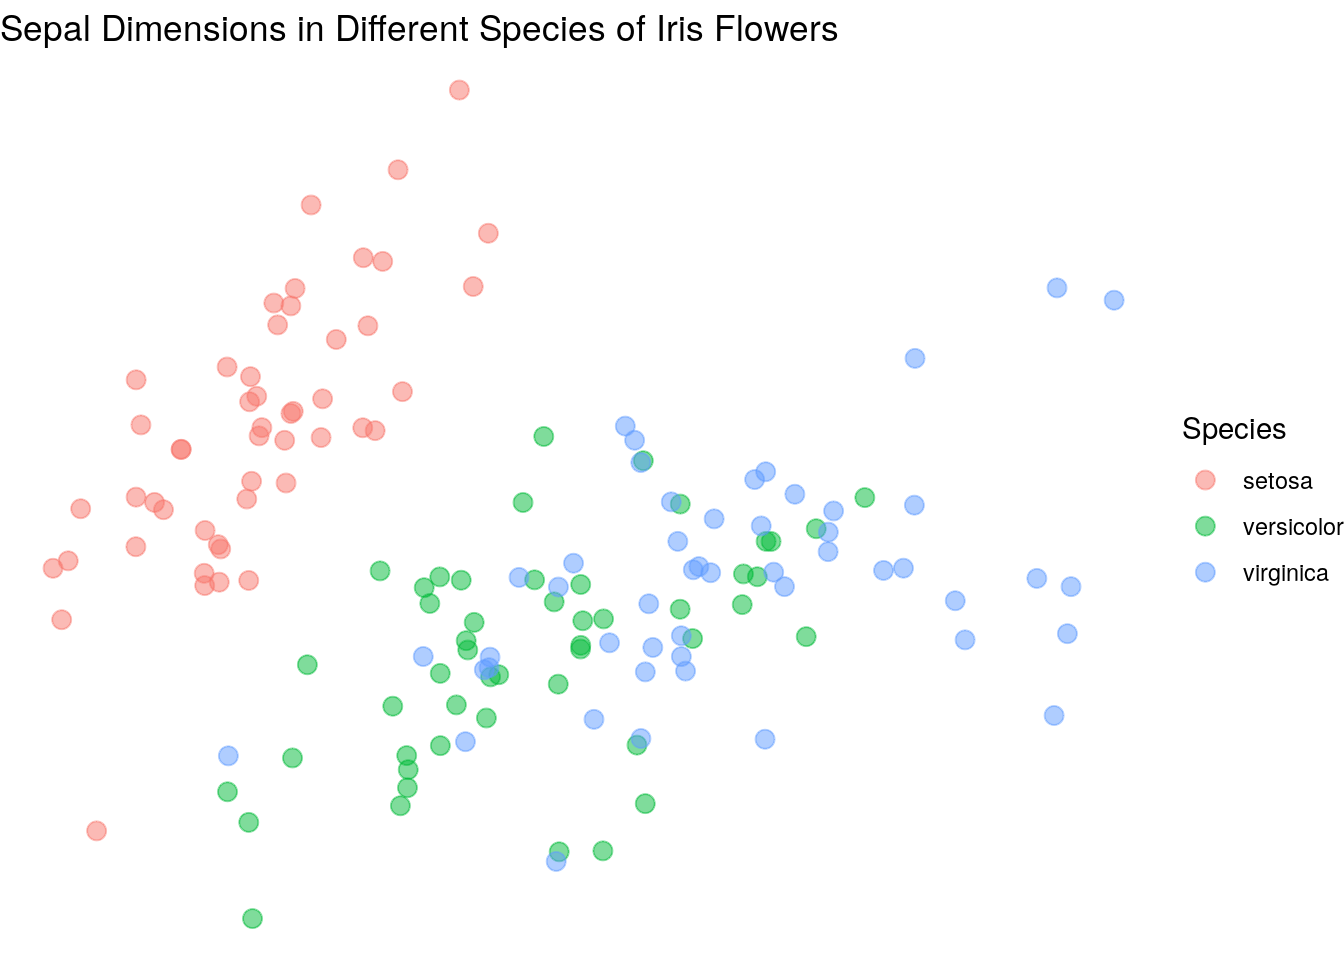 Sepal Dimensions in Different Species of Iris Flowers
Species
setosa
versicolor
virginica